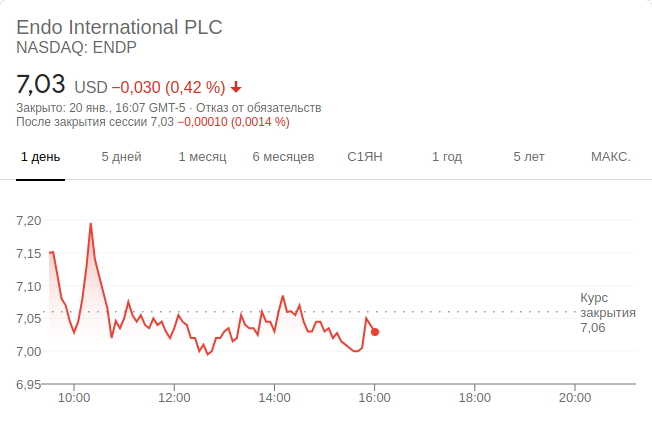 Endo International PLC
NASDAQ: ENDP
7,03 USD −0,030 (0,42 %)
Закрыто: 20 янв., 16:07 GMT-5 · Отказ от обязательств
После закрытия сессии 7,03 −0,00010 (0,0014 %)
1 день 5 дней 1 месяц 6 месяцев С1ЯН 1 год 5 лет МАКС.
7,20
7,15
7,10
Курс
закрытия
7,06
7,05
7,00
6,95
10:00 12:00 14:00 16:00 18:00 20:00